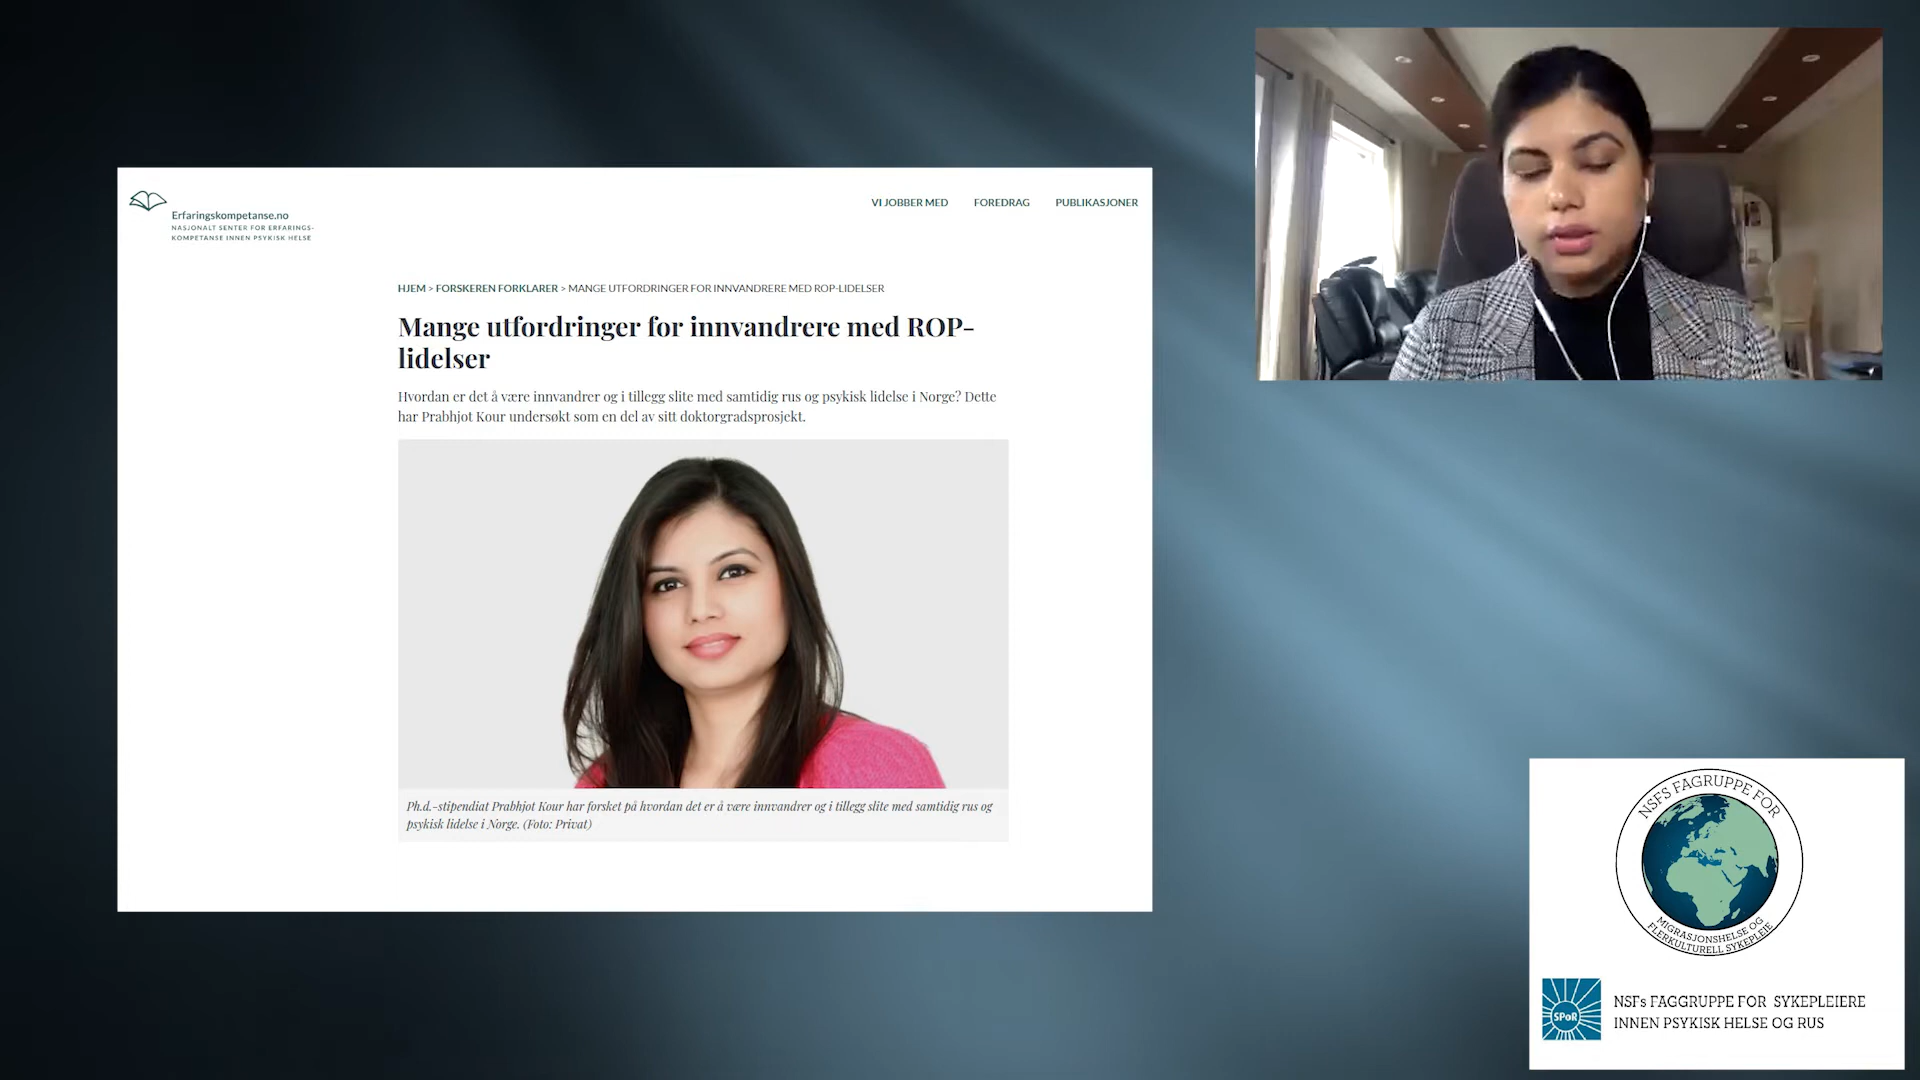 Erfaringskompetanse.no
NASJONALT SENTER FOR ERFARINGS-
KOMPETANSE INNEN PSYKISK HELSE
VI JOBBER MED FOREDRAG PUBLIKASJONER
HJEM > FORSKEREN FORKLARER > MANGE UTFORDRINGER FOR INNVANDRERE MED ROP-LIDELSER
Mange utfordringer for innvandrere med ROP-
lidelser
Hvordan er det å være innvandrer og i tillegg slite med samtidig rus og psykisk lidelse i Norge? Dette
har Prabhjot Kour undersøkt som en del av sitt doktorgradsprosjekt.
Ph.d.-stipendiat Prabhjot Kour har forsket på hvordan det er å være innvandrer og i tillegg slite med samtidig rus og
psykisk lidelse i Norge. (Foto: Privat)
NSFS FAGRUPPE FOR
MIGRASJONSHELSE OG
FLERKULTURELL SYKEPLEIE
SPoR
NSFs FAGGRUPPE FOR SYKEPLEIERE
INNEN PSYKISK HELSE OG RUS